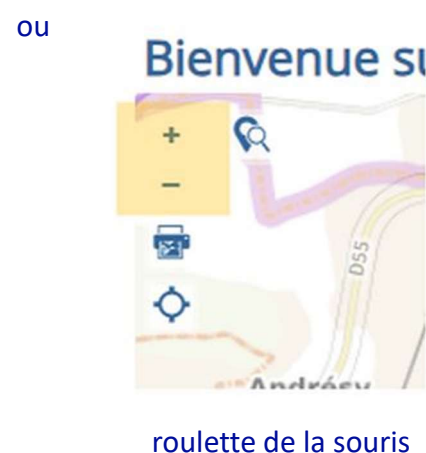 ou
Bienvenue su
+
−
D55
Andrésy
roulette de la souris